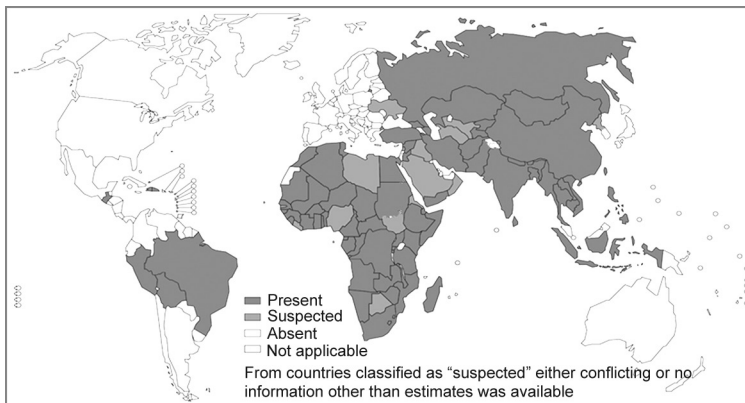 Present
Suspected
Absent
Not applicable
From countries classified as “suspected” either conflicting or no
information other than estimates was available